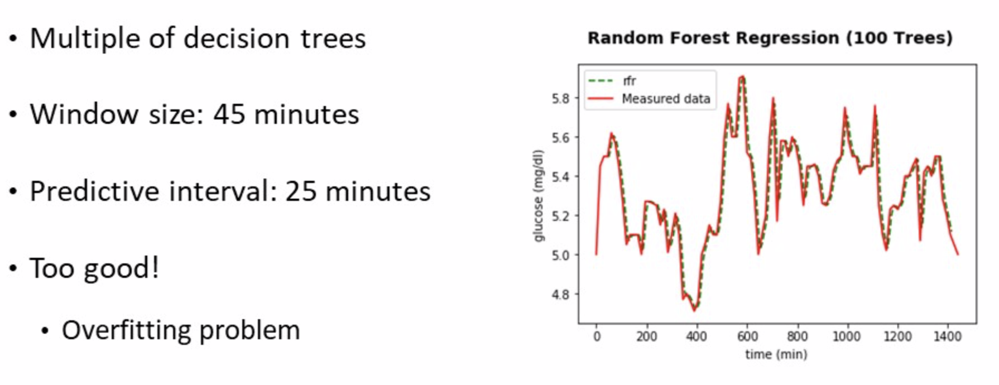 • Multiple of decision trees
• Window size: 45 minutes
• Predictive interval: 25 minutes
• Too good!
• Overfitting problem
Random Forest Regression (100 Trees)
rfr
Measured data
5.8
5.6
5.4
5.2
5.0
4.8
glucose (mg/dl)
0 200 400 600 800 1000 1200 1400
time (min)